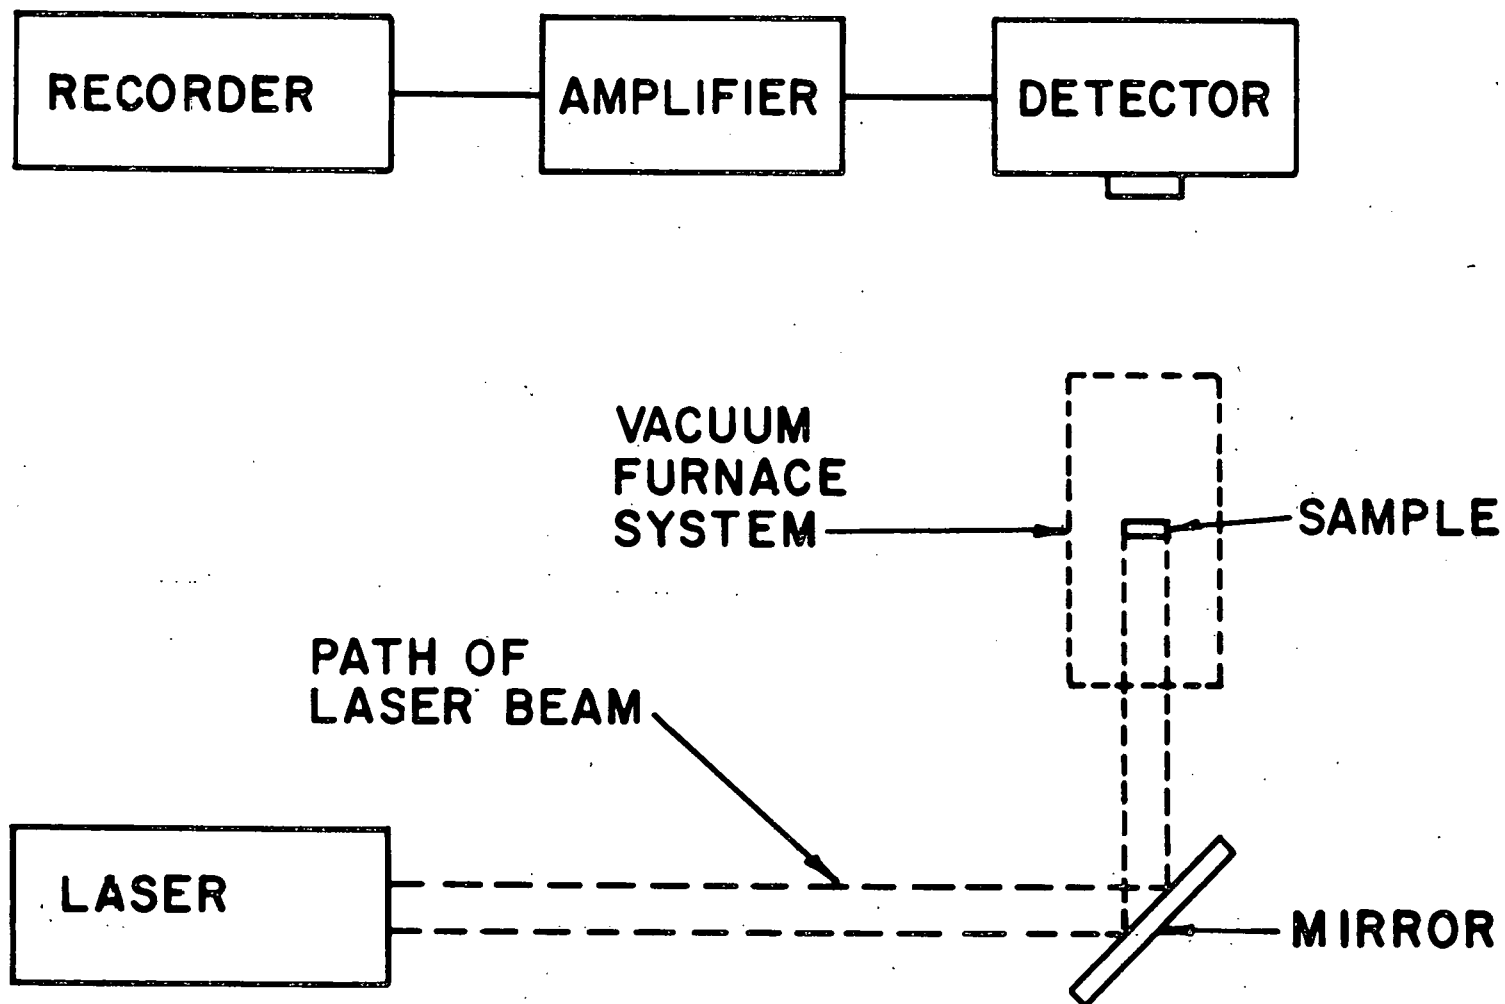 RECORDER
AMPLIFIER
DETECTOR
VACUUM
FURNACE
SYSTEM
SAMPLE
PATH OF
LASER BEAM
LASER
MIRROR